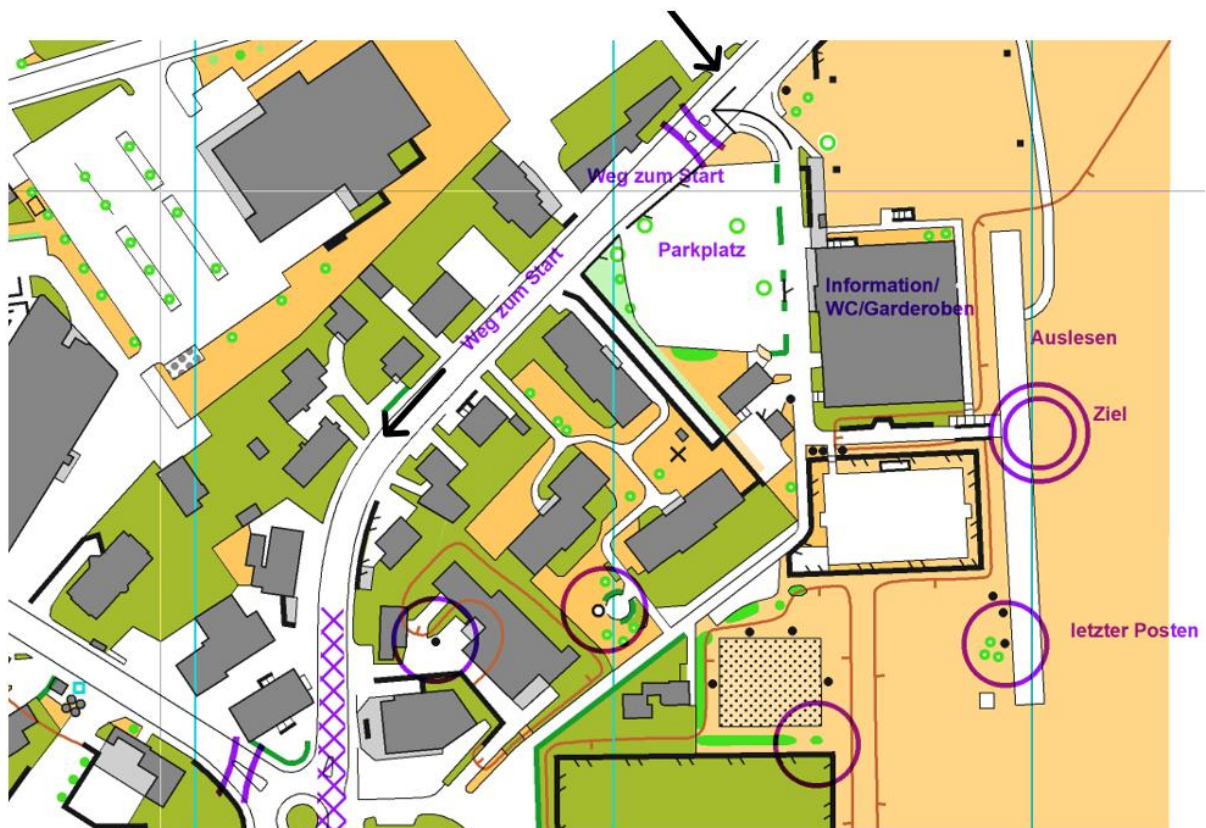 Weg zum Start
Parkplatz
Weg zum Start
Information/
WC/Garderoben
Auslesen
Ziel
letzter Posten